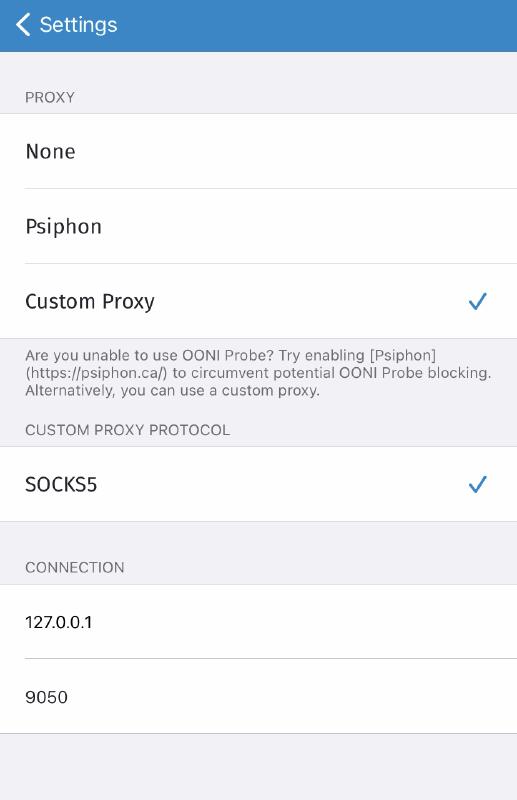 Settings
PROXY
None
Psiphon
Custom Proxy
Are you unable to use OONI Probe? Try enabling [Psiphon]
(https://psiphon.ca/) to circumvent potential OONI Probe blocking.
Alternatively, you can use a custom proxy.
CUSTOM PROXY PROTOCOL
SOCKS5
CONNECTION
127.0.0.1
9050